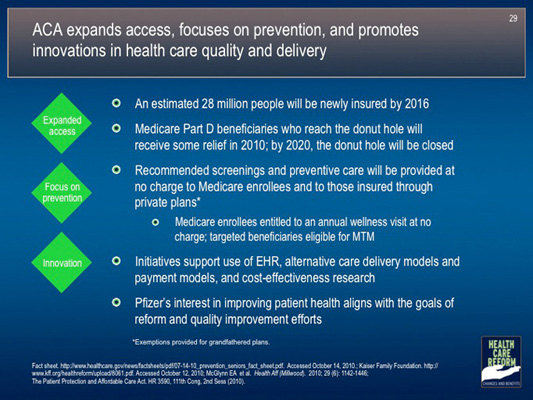 29
ACA expands access, focuses on prevention, and promotes
innovations in health care quality and delivery
Expanded
access
An estimated 28 million people will be newly insured by 2016
Medicare Part D beneficiaries who reach the donut hole will
receive some relief in 2010; by 2020, the donut hole will be closed
Focus on
prevention
Recommended screenings and preventive care will be provided at
no charge to Medicare enrollees and to those insured through
private plans*
Medicare enrollees entitled to an annual wellness visit at no
charge; targeted beneficiaries eligible for MTM
Innovation
Initiatives support use of EHR, alternative care delivery models and
payment models, and cost-effectiveness research
Pfizer's interest in improving patient health aligns with the goals of
reform and quality improvement efforts
*Exemptions provided for grandfathered plans.
Fact sheet, http://www.healthcare.gov/news/factsheets/pdf/07-14-10_prevention_seniors_fact_sheet.pdf. Accessed October 14, 2010.; Kaiser Family Foundation. http://
www.kff.org/healthreform/upload/8061.pdf. Accessed October 12, 2010; McGlynn EA et al. Health Aff (Millwood). 2010; 29 (6): 1142-1446;
The Patient Protection and Affordable Care Act. HR 3590, 111th Cong, 2nd Sess (2010).
HEALTH
CARE
REFORM
CHANGES AND BENEFITS